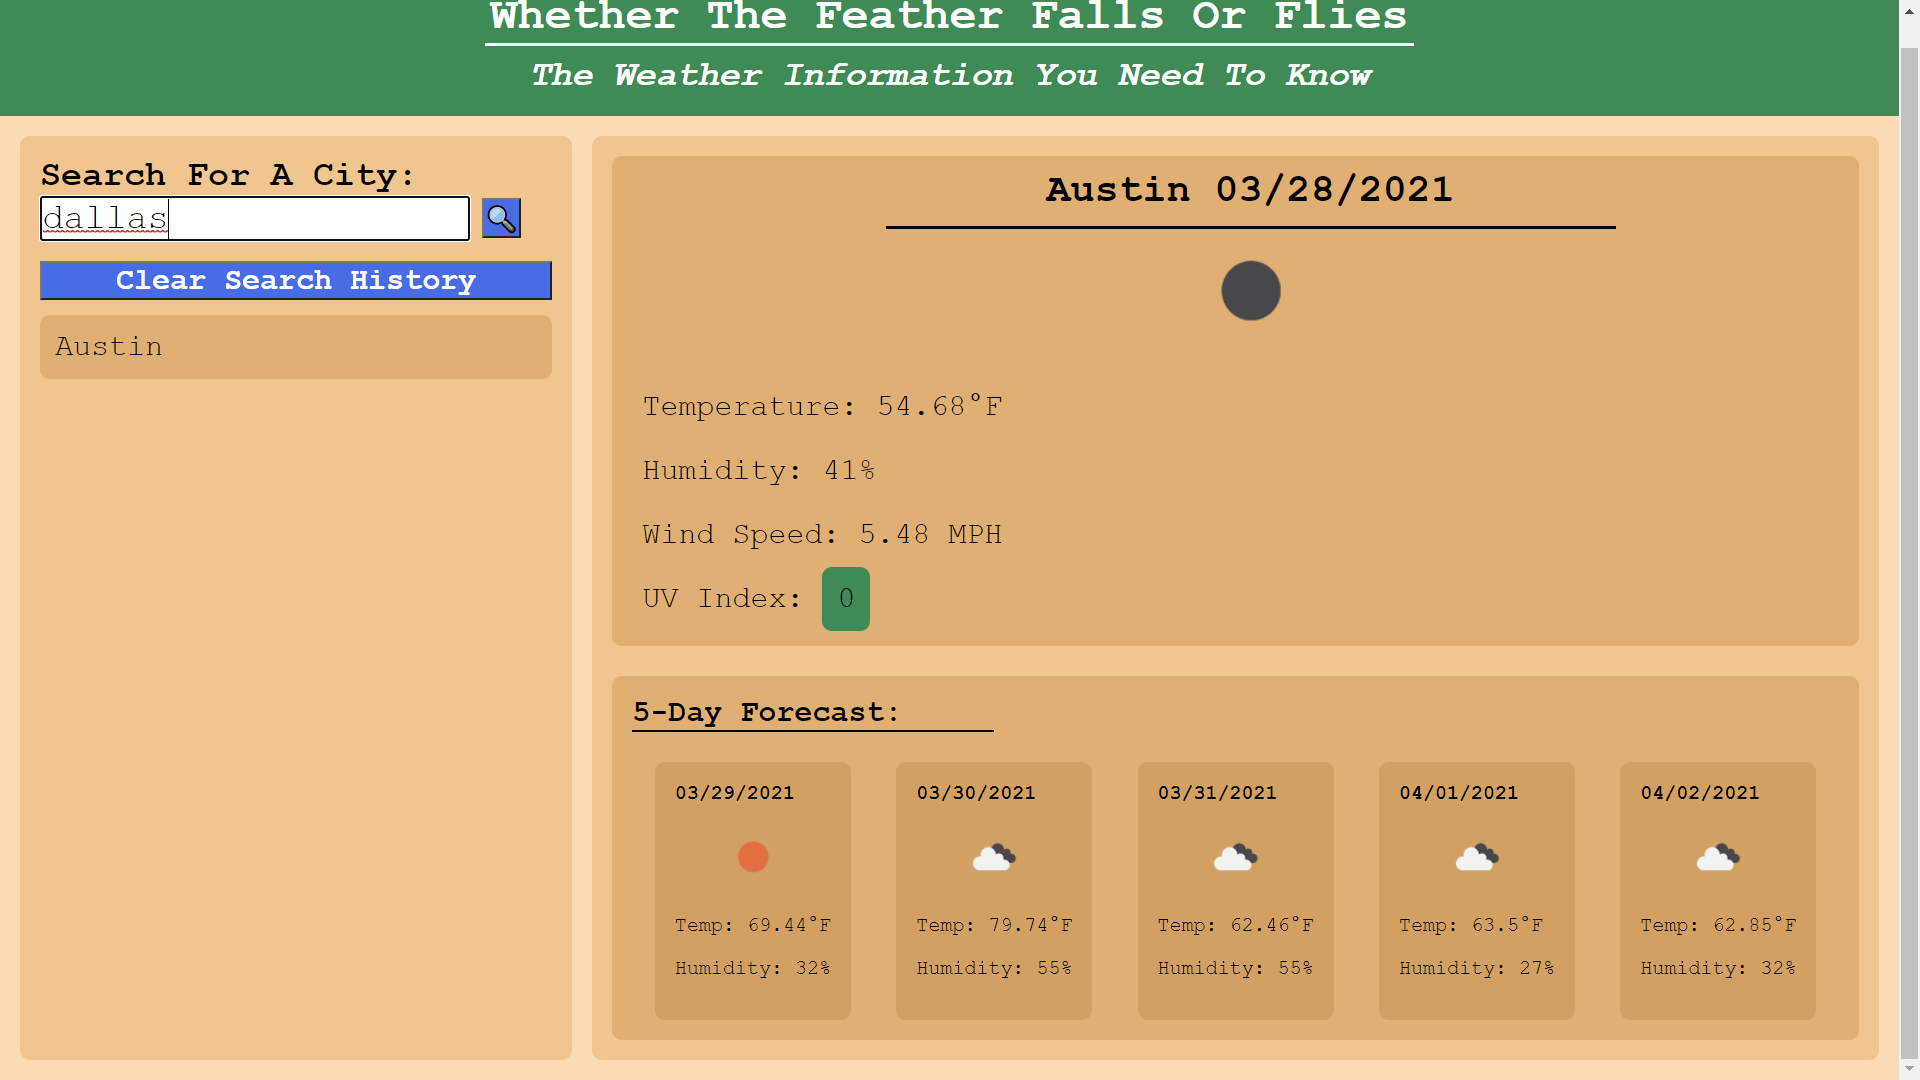 Whether The Feather Falls Or Flies
The Weather Information You Need To Know
Search For A City:
dallas
Clear Search History
Austin
Austin 03/28/2021
Temperature: 54.68°F
Humidity: 41%
Wind Speed: 5.48 MPH
UV Index: 0
5-Day Forecast:
03/29/2021
Temp: 69.44°F
Humidity: 32%
03/30/2021
Temp: 79.74°F
Humidity: 55%
03/31/2021
Temp: 62.46°F
Humidity: 55%
04/01/2021
Temp: 63.5°F
Humidity: 27%
04/02/2021
Temp: 62.85°F
Humidity: 32%